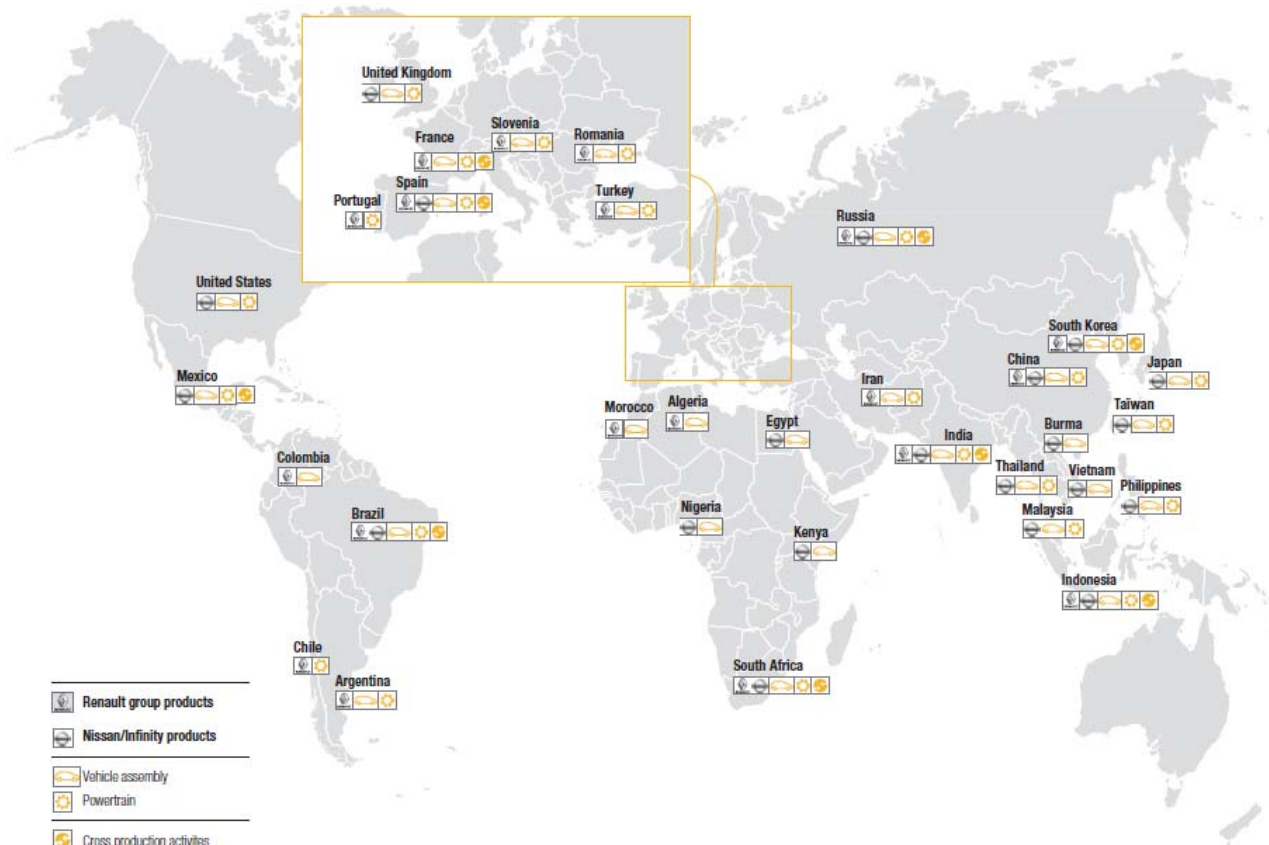 United Kingdom
Slovenia
France
Romania
Spain
Portugal
Turkey
Russia
United States
South Korea
China
Japan
Mexico
Iran
Morocco
Algeria
Egypt
Taïwan
Burma
India
Colombia
Thailand
Vietnam
Philippines
Brazil
Nigeria
Malaysia
Kenya
Indonesia
Chile
South Africa
Argentina
Renault group products
Nissan/Infinity products
Vehicle assembly
Powertrain
Cross production activites